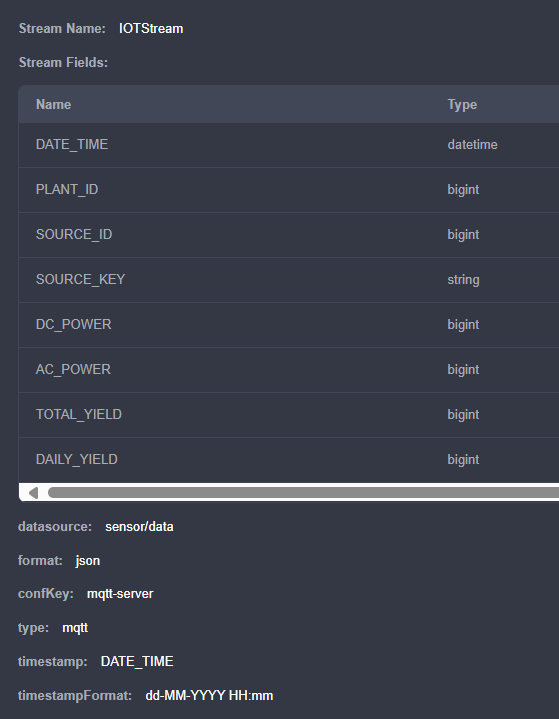 Stream Name: IOTStream
Stream Fields:
Name Type
DATE_TIME datetime
PLANT_ID bigint
SOURCE_ID bigint
SOURCE_KEY string
DC_POWER bigint
AC_POWER bigint
TOTAL_YIELD bigint
DAILY_YIELD bigint
datasource: sensor/data
format: json
confKey: mqtt-server
type: mqtt
timestamp: DATE_TIME
timestampFormat: dd-MM-YYYY HH:mm